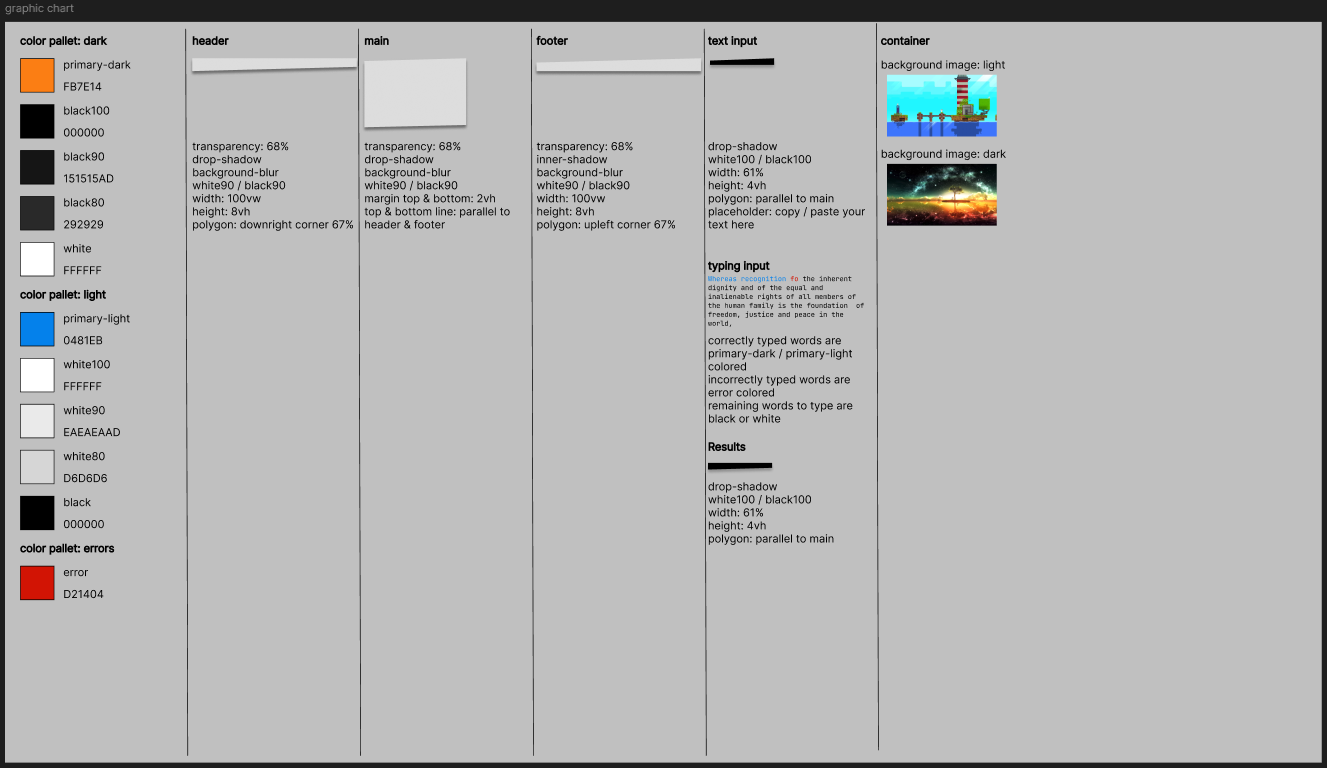 graphic chart
color pallet: dark
primary-dark
FB7E14
black100
000000
black90
151515AD
black80
292929
white
FFFFFF
color pallet: light
primary-light
0481EB
white100
FFFFFF
white90
EAEAEAAD
white80
D6D6D6
black
000000
color pallet: errors
error
D21404
header
transparency: 68%
drop-shadow
background-blur
white90 / black90
width: 100vw
height: 8vh
polygon: downright corner 67%
main
transparency: 68%
drop-shadow
background-blur
white90 / black90
margin top & bottom: 2vh
top & bottom line: parallel to
header & footer
footer
transparency: 68%
inner-shadow
background-blur
white90 / black90
width: 100vw
height: 8vh
polygon: upleft corner 67%
text input
drop-shadow
white100 / black100
width: 61%
height: 4vh
polygon: parallel to main
placeholder: copy / paste your
text here
typing input
Whereas recognition fo the inherent
dignity and of the equal and
inalienable rights of all members of
the human family is the foundation  of
freedom, justice and peace in the
world,
correctly typed words are
primary-dark / primary-light
colored
incorrectly typed words are
error colored
remaining words to type are
black or white
Results
drop-shadow
white100 / black100
width: 61%
height: 4vh
polygon: parallel to main
container
background image: light
background image: dark